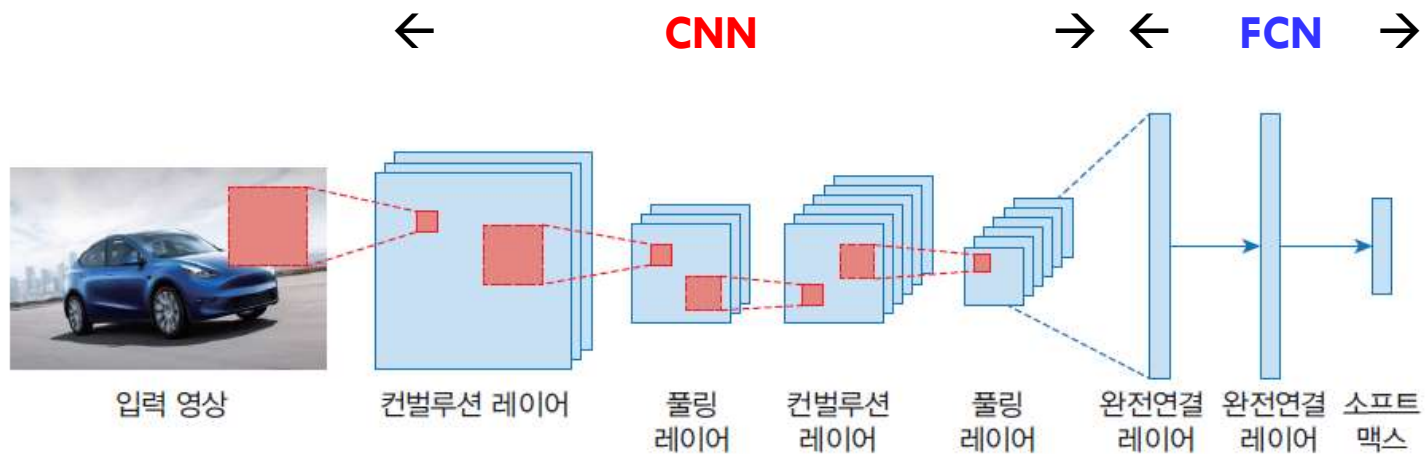 ← CNN → ← FCN →
입력 영상
컨벌루션 레이어
풀링
레이어
컨벌루션
레이어
풀링
레이어
완전연결
레이어
완전연결
레이어
소프트
맥스